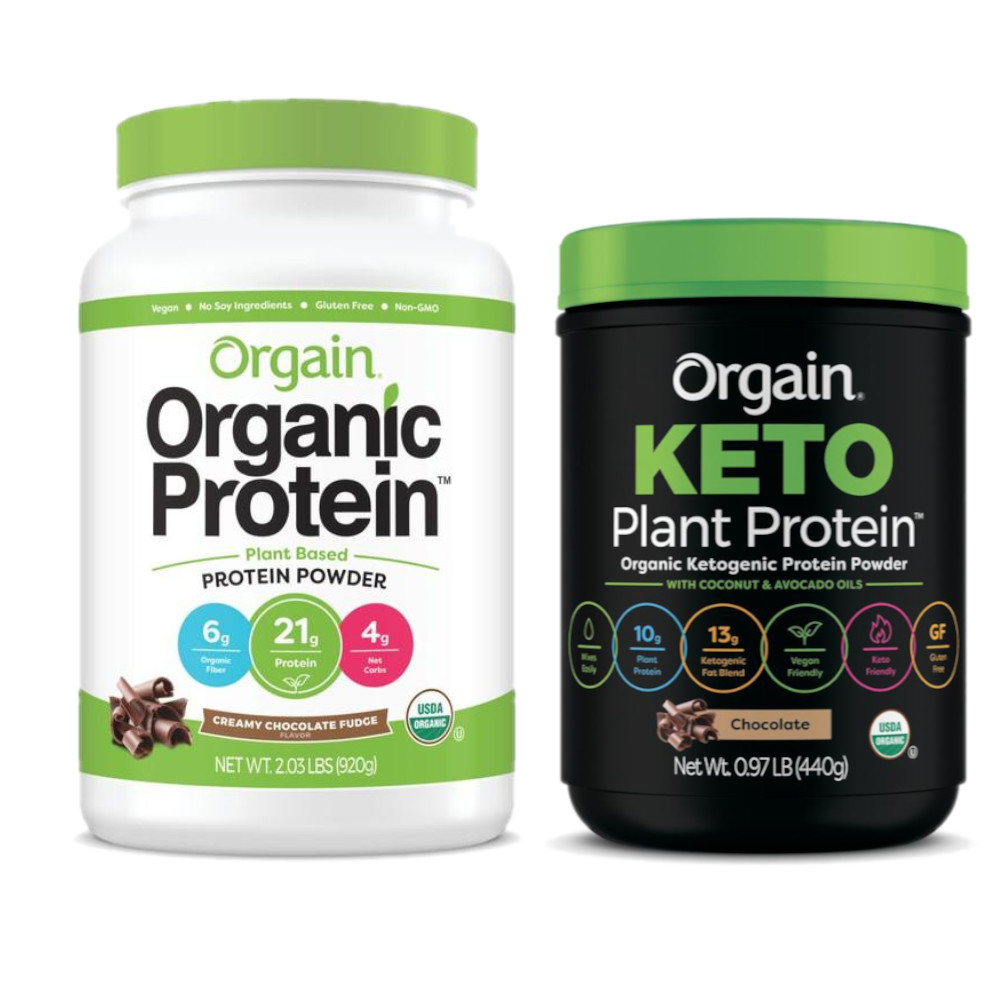 Vegan • No Soy Ingredients • Gluten Free • Non-GMO
Orgain®
Organic
Protein™
Plant Based
PROTEIN POWDER
6g
Organic
Fiber
21g
Protein
4g
Net
Carbs
CREAMY CHOCOLATE FUDGE
FLAVOR
USDA
ORGANIC
U
NET WT. 2.03 LBS (920g)
Orgain®
KETO
Plant Protein™
Organic Ketogenic Protein Powder
WITH COCONUT & AVOCADO OILS
Mixes
Easily
10g
Plant
Protein
13g
Ketogenic
Fat Blend
Vegan
Friendly
Keto
Friendly
GF
Gluten
Free
Chocolate
USDA
ORGANIC
U
Net Wt. 0.97 LB (440g)